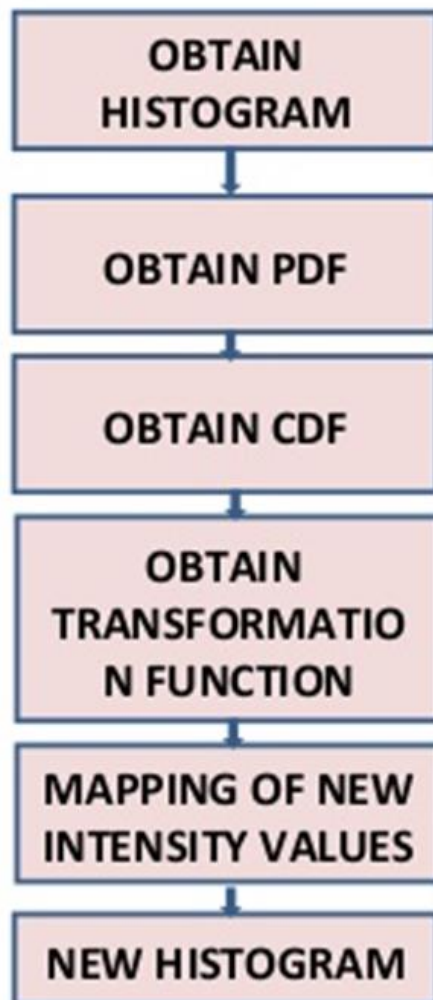 OBTAIN
HISTOGRAM
OBTAIN PDF
OBTAIN CDF
OBTAIN
TRANSFORMATIO
N FUNCTION
MAPPING OF NEW
INTENSITY VALUES
NEW HISTOGRAM